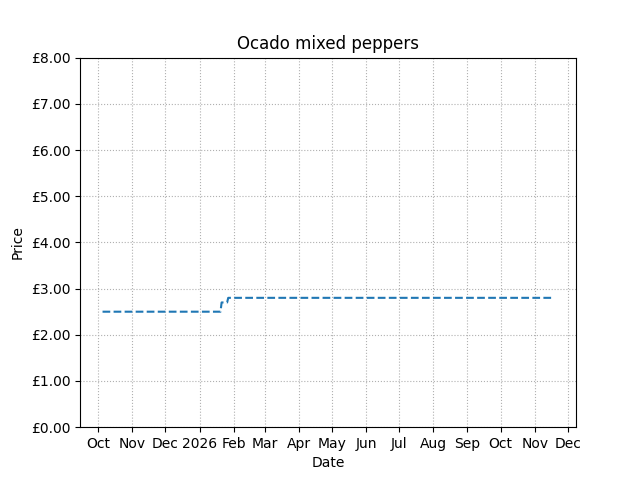 Ocado mixed peppers
£8.00
£7.00
£6.00
£5.00
£4.00
£3.00
£2.00
£1.00
£0.00
Price
Oct Nov Dec 2026 Feb Mar Apr May Jun Jul Aug Sep Oct Nov Dec
Date